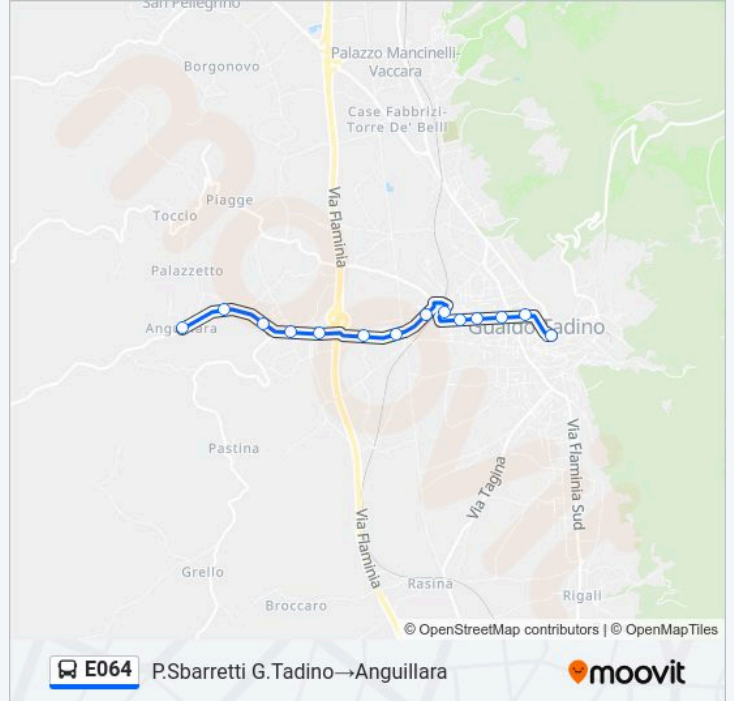 San Pellegrino
Palazzo Mancinelli-
Vaccara
Borgonovo
Case Fabbrizi-
Torre De' Belli
Via Flaminia
Piagge
Toccio
Palazzetto
Anguillara
Gualdo Tadino
Pastina
Via Flaminia Sud
Via Tagina
Via Flaminia
Grello
Rasina
Broccaro
Rigali
moovit
© OpenStreetMap contributors | © OpenMapTiles
E064 P.Sbarretti G.Tadino→Anguillara
moovit